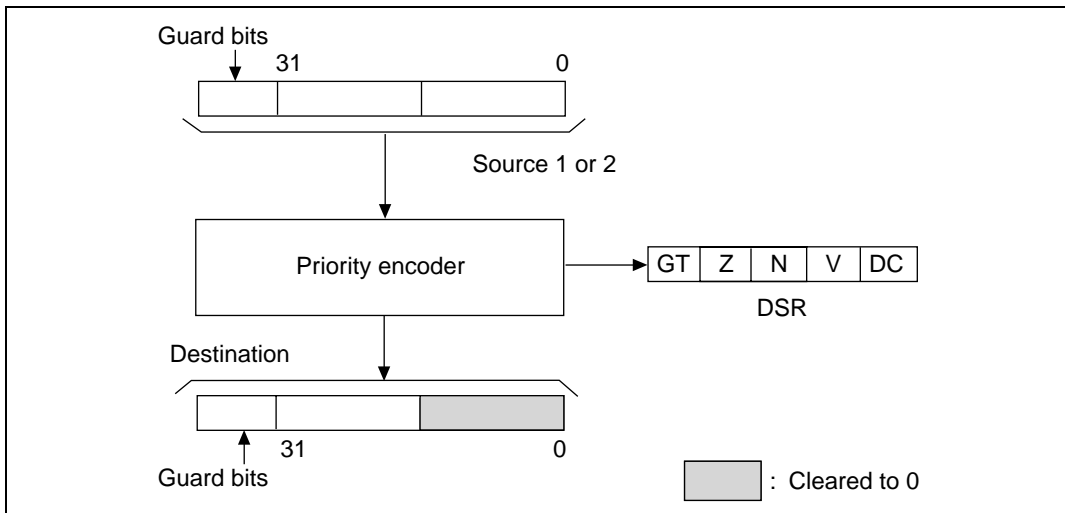 Guard bits
31 0
Source 1 or 2
Priority encoder
GT Z N V DC
DSR
Destination
31 0
Guard bits
: Cleared to 0